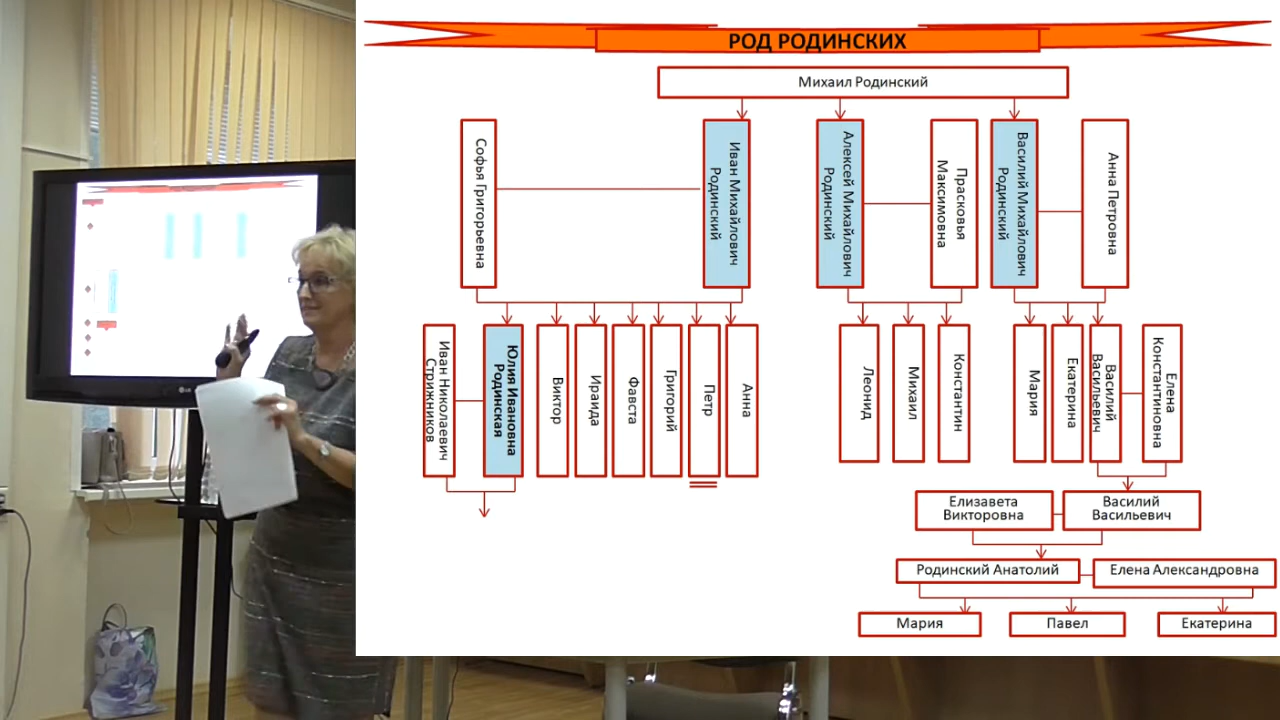 РОД РОДИНСКИХ
Михаил Родинский
Софья Григорьевна
Иван Михайлович
Родинский
Алексей Михайлович
Родинский
Прасковья
Максимовна
Василий Михайлович
Родинский
Анна Петровна
Иван Николаевич
Стрижников
Юлия Ивановна
Родинская
Виктор
Ираида
Фавста
Григорий
Петр
Анна
Леонид
Михаил
Константин
Мария
Екатерина
Василий
Васильевич
Елена
Константиновна
Елизавета
Викторовна
Василий
Васильевич
Родинский Анатолий
Елена Александровна
Мария
Павел
Екатерина
LG